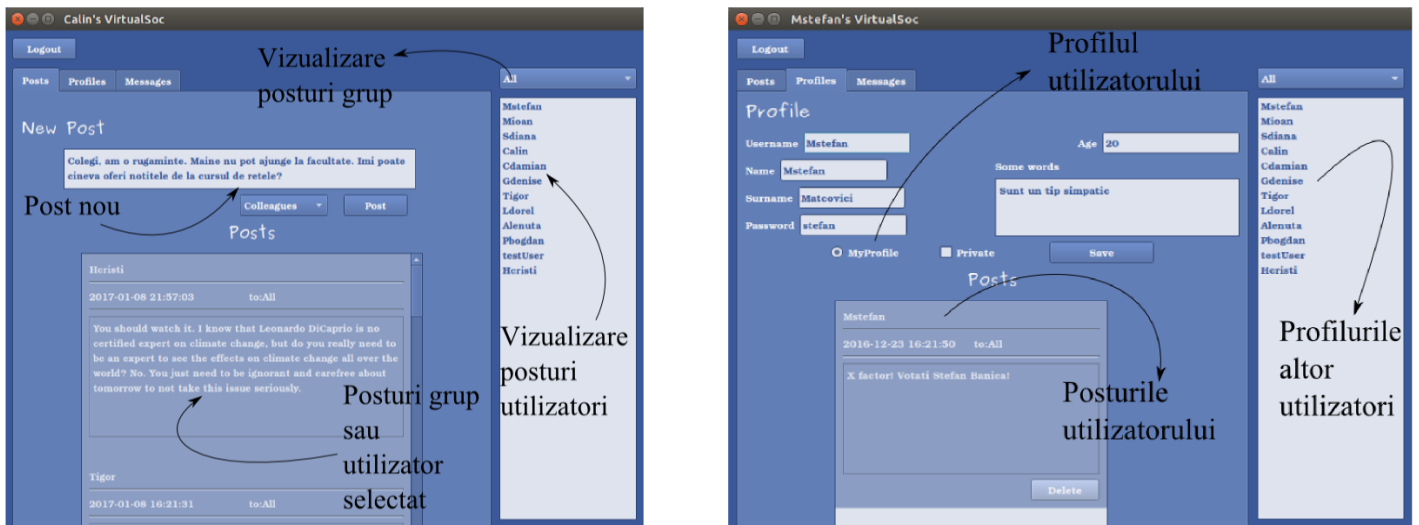 Calin's VirtualSoc
Logout
Vizualizare
posturi grup
All
Posts
Profiles
Messages
New Post
Colegi, am o rugaminte. Maine nu pot ajunge la facultate. Imi poate
cineva oferi notitele de la cursul de retele?
Post nou
Colleagues
Post
Posts
Hcristi
2017-01-08 21:57:03
to:All
You should watch it. I know that Leonardo DiCaprio is no
certified expert on climate change, but do you really need to
be an expert to see the effects on climate change all over the
world? No. You just need to be ignorant and carefree about
tomorrow to not take this issue seriously.
Posturi grup
sau
utilizator
selectat
Tigor
2017-01-08 16:21:31
to:All
Mstefan
Mioan
Sdiana
Calin
Cdamian
Gdenise
Tigor
Ldorel
Alenuta
Pbogdan
testUser
Hcristi
Vizualizare
posturi
utilizatori
Mstefan's VirtualSoc
Logout
Profilul
utilizatorului
All
Posts
Profiles
Messages
Profile
Username
Mstefan
Age
20
Name
Mstefan
Some words
Sunt un tip simpatic
Surname
Matcovici
Password
stefan
MyProfile
Private
Save
Posts
Mstefan
2016-12-23 16:21:50
to:All
X factor! Votati Stefan Banica!
Posturile
utilizatorului
Delete
Mstefan
Mioan
Sdiana
Calin
Cdamian
Gdenise
Tigor
Ldorel
Alenuta
Pbogdan
testUser
Hcristi
Profilurile
altor
utilizatori